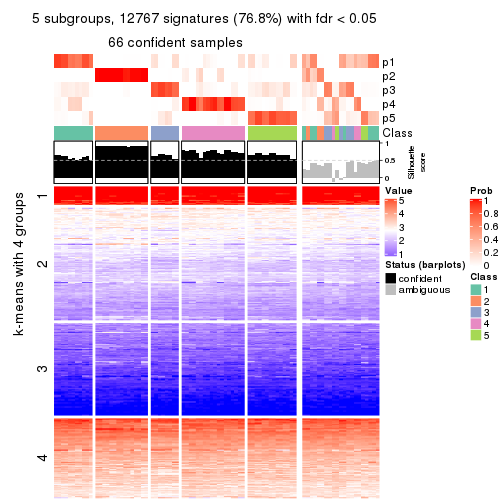 5 subgroups, 12767 signatures (76.8%) with fdr < 0.05
66 confident samples
p1
p2
p3
p4
p5
Class
1
0.5
0
Silhouette
score
k-means with 4 groups
1
2
3
4
Value
5
4
3
2
1
Status (barplots)
confident
ambiguous
Prob
1
0.8
0.6
0.4
0.2
0
Class
1
2
3
4
5